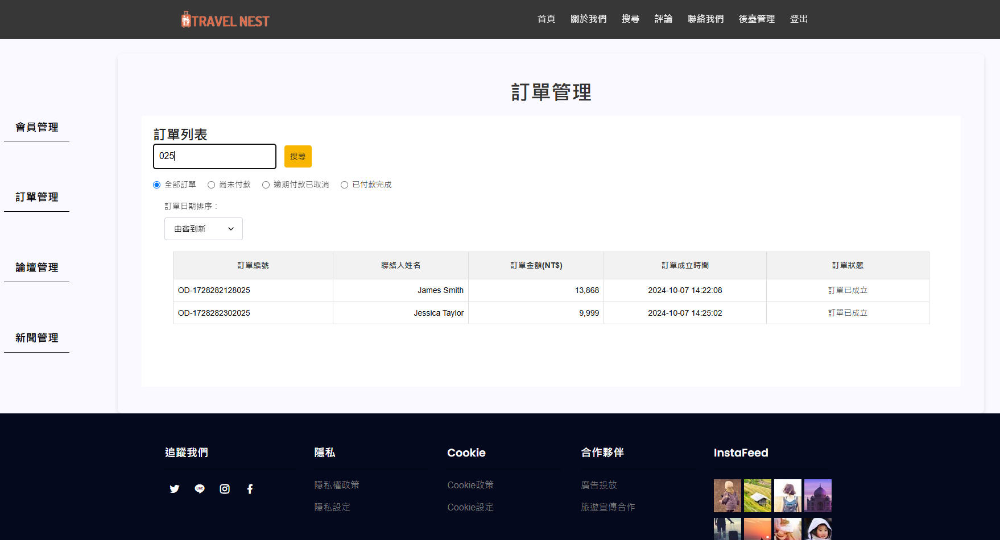 TRAVEL NEST
首頁 關於我們 搜尋 評論 聯絡我們 後臺管理 登出
會員管理
訂單管理
論壇管理
新聞管理
訂單管理
訂單列表
025 搜尋
全部訂單 尚未付款 逾期付款已取消 已付款完成
訂單日期排序：
由舊到新
訂單編號 聯絡人姓名 訂單金額(NT$) 訂單成立時間 訂單狀態
OD-1728282128025 James Smith 13,868 2024-10-07 14:22:08 訂單已成立
OD-1728282302025 Jessica Taylor 9,999 2024-10-07 14:25:02 訂單已成立
追蹤我們 隱私 Cookie 合作夥伴 InstaFeed
LINE 隱私權政策 Cookie政策 廣告投放
隱私設定 Cookie設定 旅遊宣傳合作